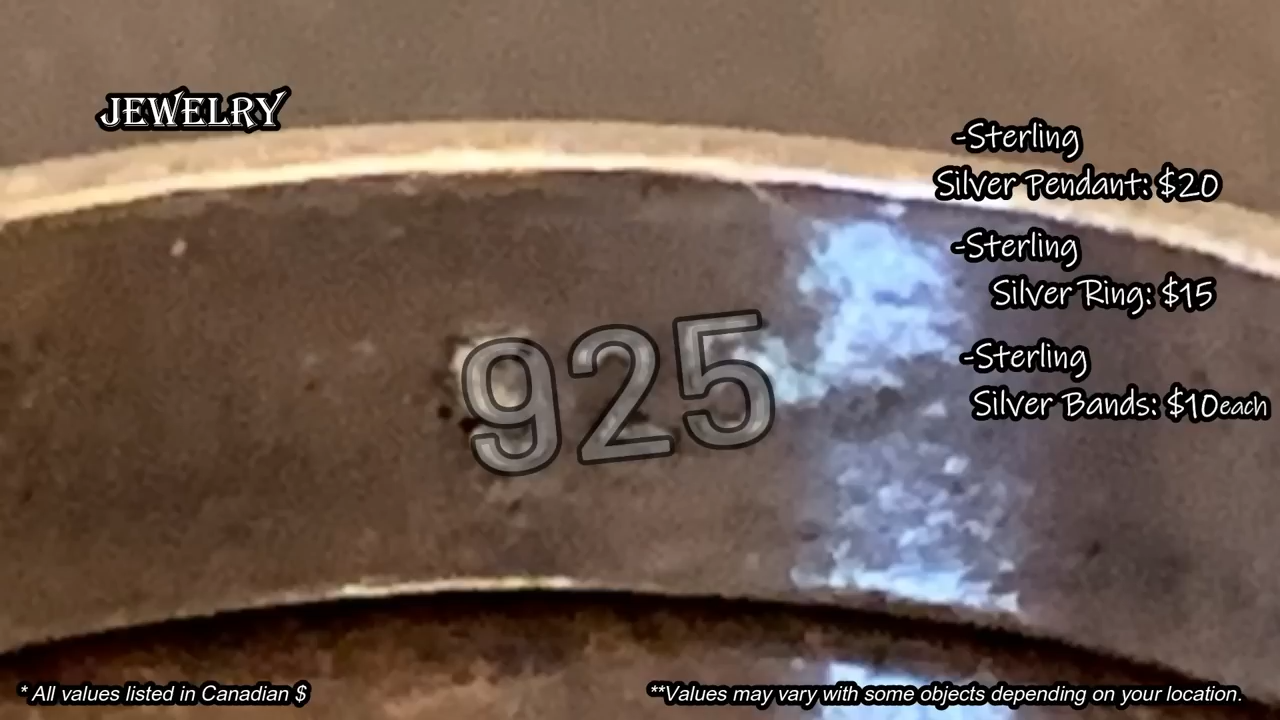 JEWELRY
-Sterling
Silver Pendant: $20
-Sterling
Silver Ring: $15
-Sterling
Silver Bands: $10each
925
* All values listed in Canadian $
**Values may vary with some objects depending on your location.